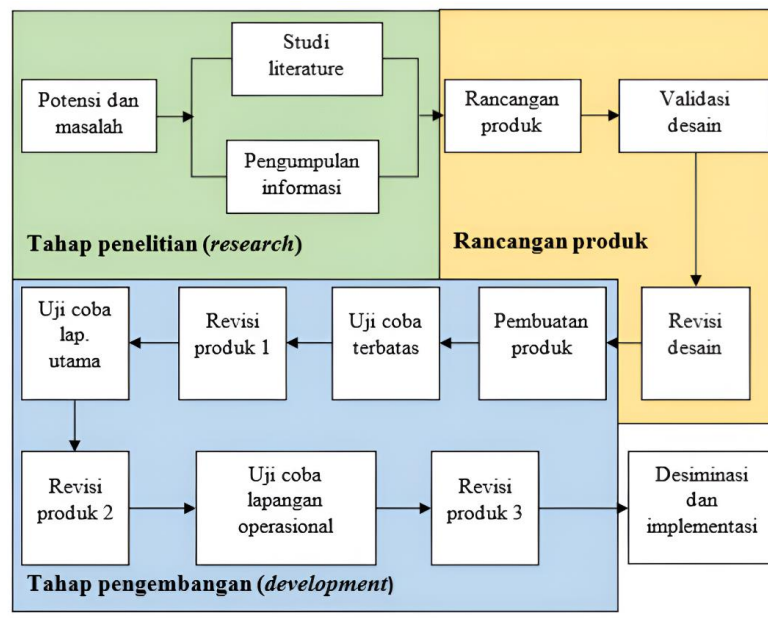 Potensi dan
masalah
Studi
literature
Pengumpulan
informasi
Tahap penelitian (research)
Rancangan
produk
Validasi
desain
Rancangan produk
Revisi
desain
Pembuatan
produk
Uji coba
terbatas
Revisi
produk 1
Uji coba
lap.
utama
Revisi
produk 2
Uji coba
lapangan
operasional
Revisi
produk 3
Desiminasi
dan
implementasi
Tahap pengembangan (development)